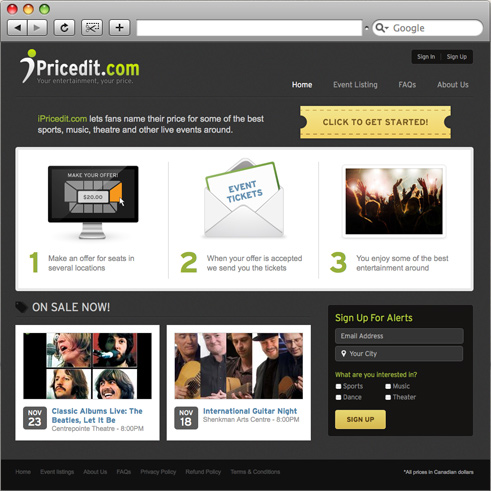 Google
iPricedit.com
Your entertainment, your price.
Sign In
Sign Up
Home
Event Listing
FAQs
About Us
iPricedit.com lets fans name their price for some of the best
sports, music, theatre and other live events around.
CLICK TO GET STARTED!
MAKE YOUR OFFER!
$20.00
EVENT
TICKETS
1
Make an offer for seats in
several locations
2
When your offer is accepted
we send you the tickets
3
You enjoy some of the best
entertainment around
ON SALE NOW!
NOV
23
Classic Albums Live: The
Beatles, Let It Be
Centrepointe Theatre - 8:00PM
NOV
18
International Guitar Night
Shenkman Arts Centre - 8:00PM
Sign Up For Alerts
Email Address
Your City
What are you interested in?
Sports
Music
Dance
Theater
SIGN UP
Home
Event listings
About Us
FAQs
Privacy Policy
Refund Policy
Terms & Conditions
*All prices in Canadian dollars